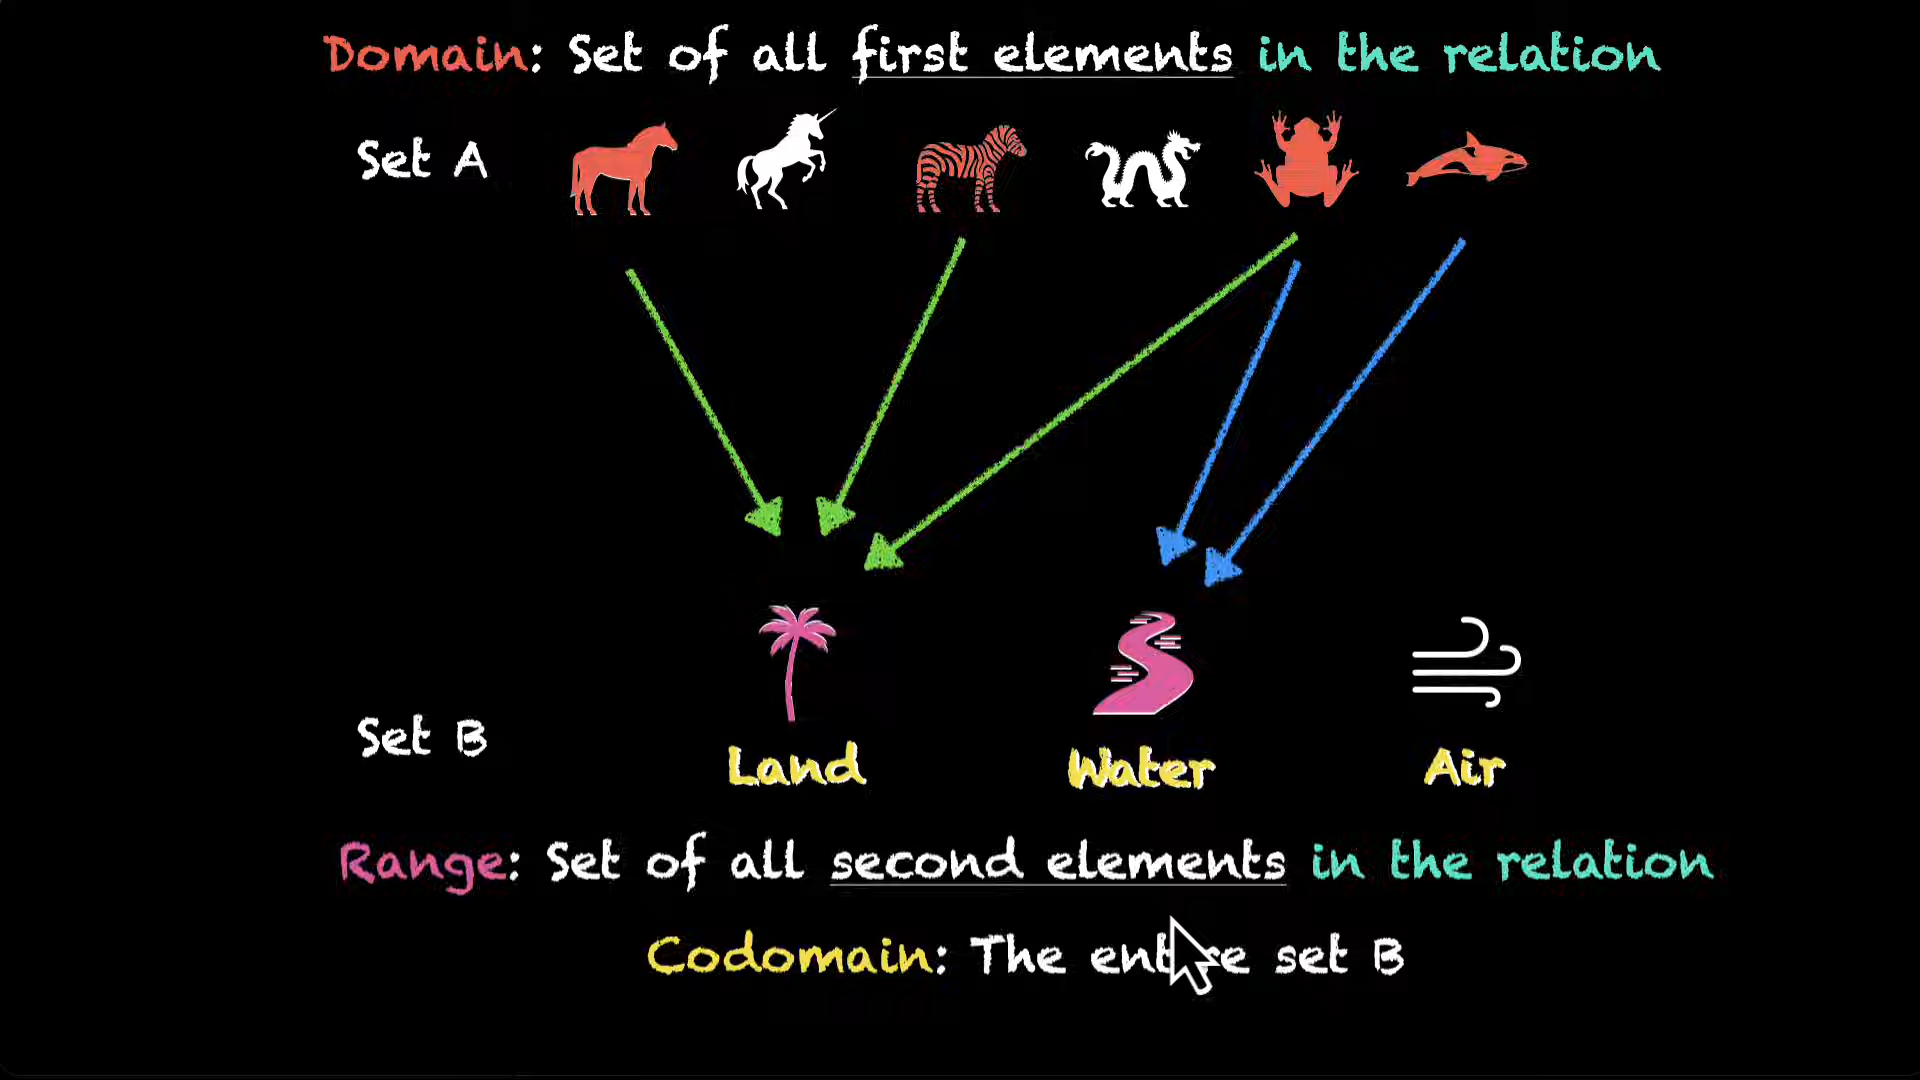 Domain: Set of all first elements in the relation
Set A
Set B
Land
Water
Air
Range: Set of all second elements in the relation
Codomain: The entire set B